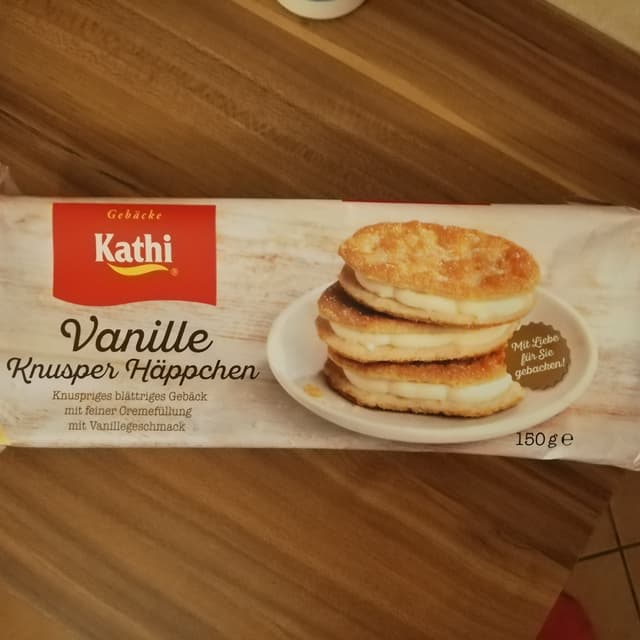 Gebäcke
Kathi
®
Vanille
Knusper Häppchen
Knuspriges blättriges Gebäck
mit feiner Cremefüllung
mit Vanillegeschmack
Mit Liebe
für Sie
gebacken!
150 g ℮